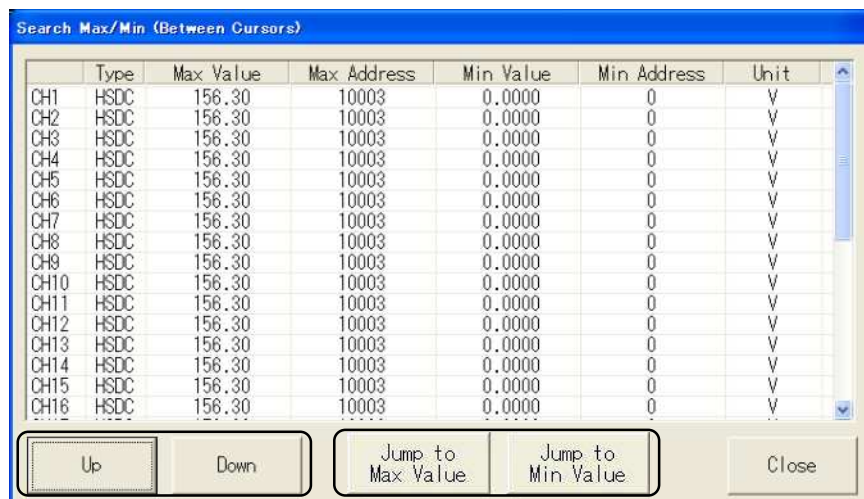 Search Max/Min (Between Cursors)
Type Max Value Max Address Min Value Min Address Unit
CH1 HSDC 156.30 10003 0.0000 0 V
CH2 HSDC 156.30 10003 0.0000 0 V
CH3 HSDC 156.30 10003 0.0000 0 V
CH4 HSDC 156.30 10003 0.0000 0 V
CH5 HSDC 156.30 10003 0.0000 0 V
CH6 HSDC 156.30 10003 0.0000 0 V
CH7 HSDC 156.30 10003 0.0000 0 V
CH8 HSDC 156.30 10003 0.0000 0 V
CH9 HSDC 156.30 10003 0.0000 0 V
CH10 HSDC 156.30 10003 0.0000 0 V
CH11 HSDC 156.30 10003 0.0000 0 V
CH12 HSDC 156.30 10003 0.0000 0 V
CH13 HSDC 156.30 10003 0.0000 0 V
CH14 HSDC 156.30 10003 0.0000 0 V
CH15 HSDC 156.30 10003 0.0000 0 V
CH16 HSDC 156.30 10003 0.0000 0 V
Up Down Jump to Max Value Jump to Min Value Close